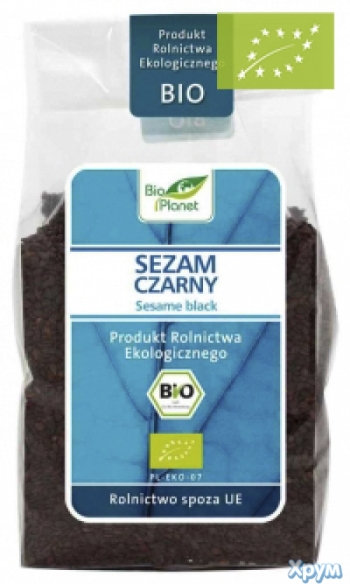 Produkt
Rolnictwa
Ekologicznego
BIO
Bio
Planet
SEZAM
CZARNY
Sesame black
Produkt Rolnictwa
Ekologicznego
BiO
PL-EKO-07
Rolnictwo spoza UE
Хрум